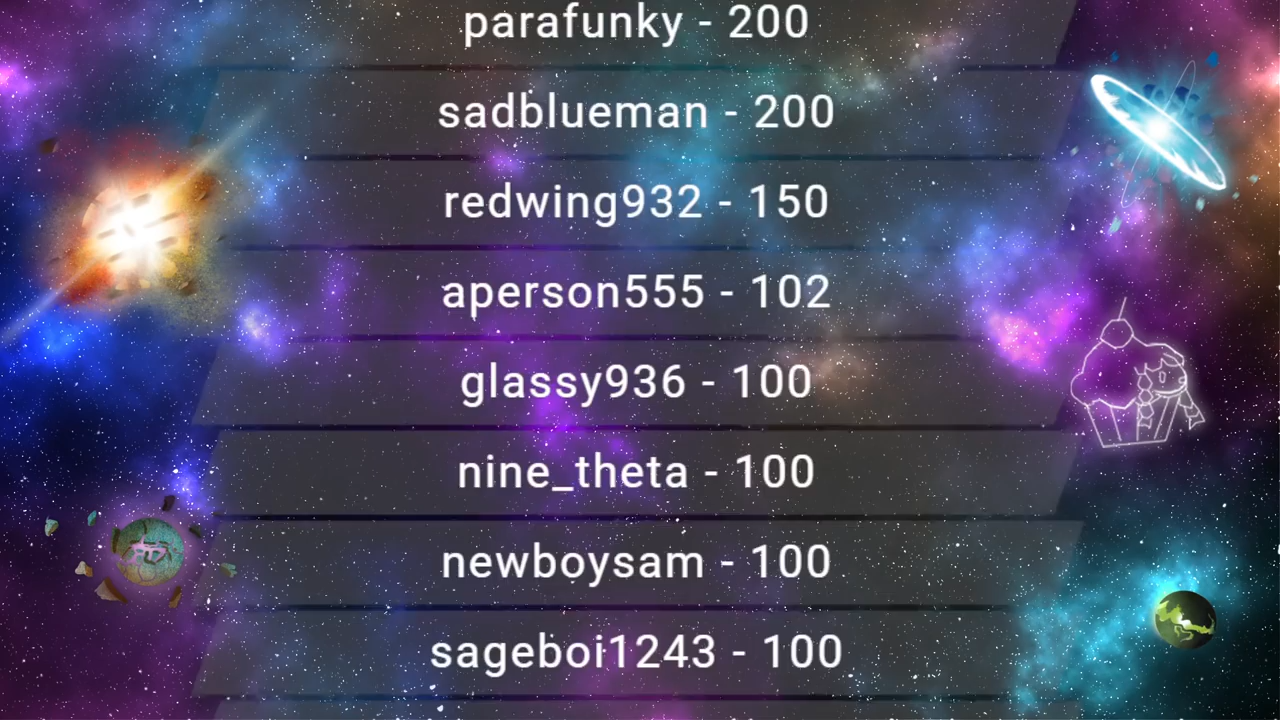 parafunky - 200
sadblueman - 200
redwing932 - 150
aperson555 - 102
glassy936 - 100
nine_theta - 100
newboysam - 100
sageboi1243 - 100